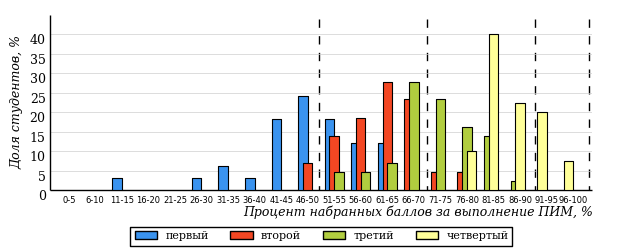 Доля студентов, %
40
35
30
25
20
15
10
5
0
0-5 6-10 11-15 16-20 21-25 26-30 31-35 36-40 41-45 46-50 51-55 56-60 61-65 66-70 71-75 76-80 81-85 86-90 91-95 96-100
Процент набранных баллов за выполнение ПИМ, %
первый второй третий четвертый